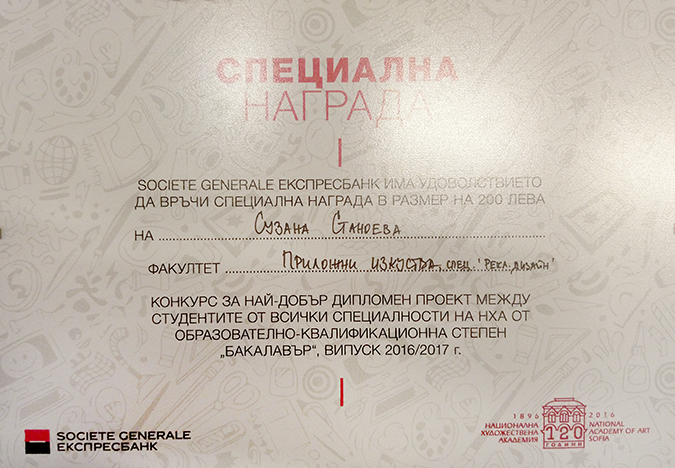 СПЕЦИАЛНА
НАГРАДА
SOCIETE GENERALE ЕКСПРЕСБАНК ИМА УДОВОЛСТВИЕТО
ДА ВРЪЧИ СПЕЦИАЛНА НАГРАДА В РАЗМЕР НА 200 ЛЕВА
НА Сузана Станоева
ФАКУЛТЕТ Приложни изкуства, спец. 'Рекл. дизайн'
КОНКУРС ЗА НАЙ-ДОБЪР ДИПЛОМЕН ПРОЕКТ МЕЖДУ
СТУДЕНТИТЕ ОТ ВСИЧКИ СПЕЦИАЛНОСТИ НА НХА ОТ
ОБРАЗОВАТЕЛНО-КВАЛИФИКАЦИОННА СТЕПЕН
„БАКАЛАВЪР“, ВИПУСК 2016/2017 г.
SOCIETE GENERALE
ЕКСПРЕСБАНК
1896 2016
НАЦИОНАЛНА
ХУДОЖЕСТВЕНА
АКАДЕМИЯ
120
ГОДИНИ
NATIONAL
ACADEMY OF ART
SOFIA